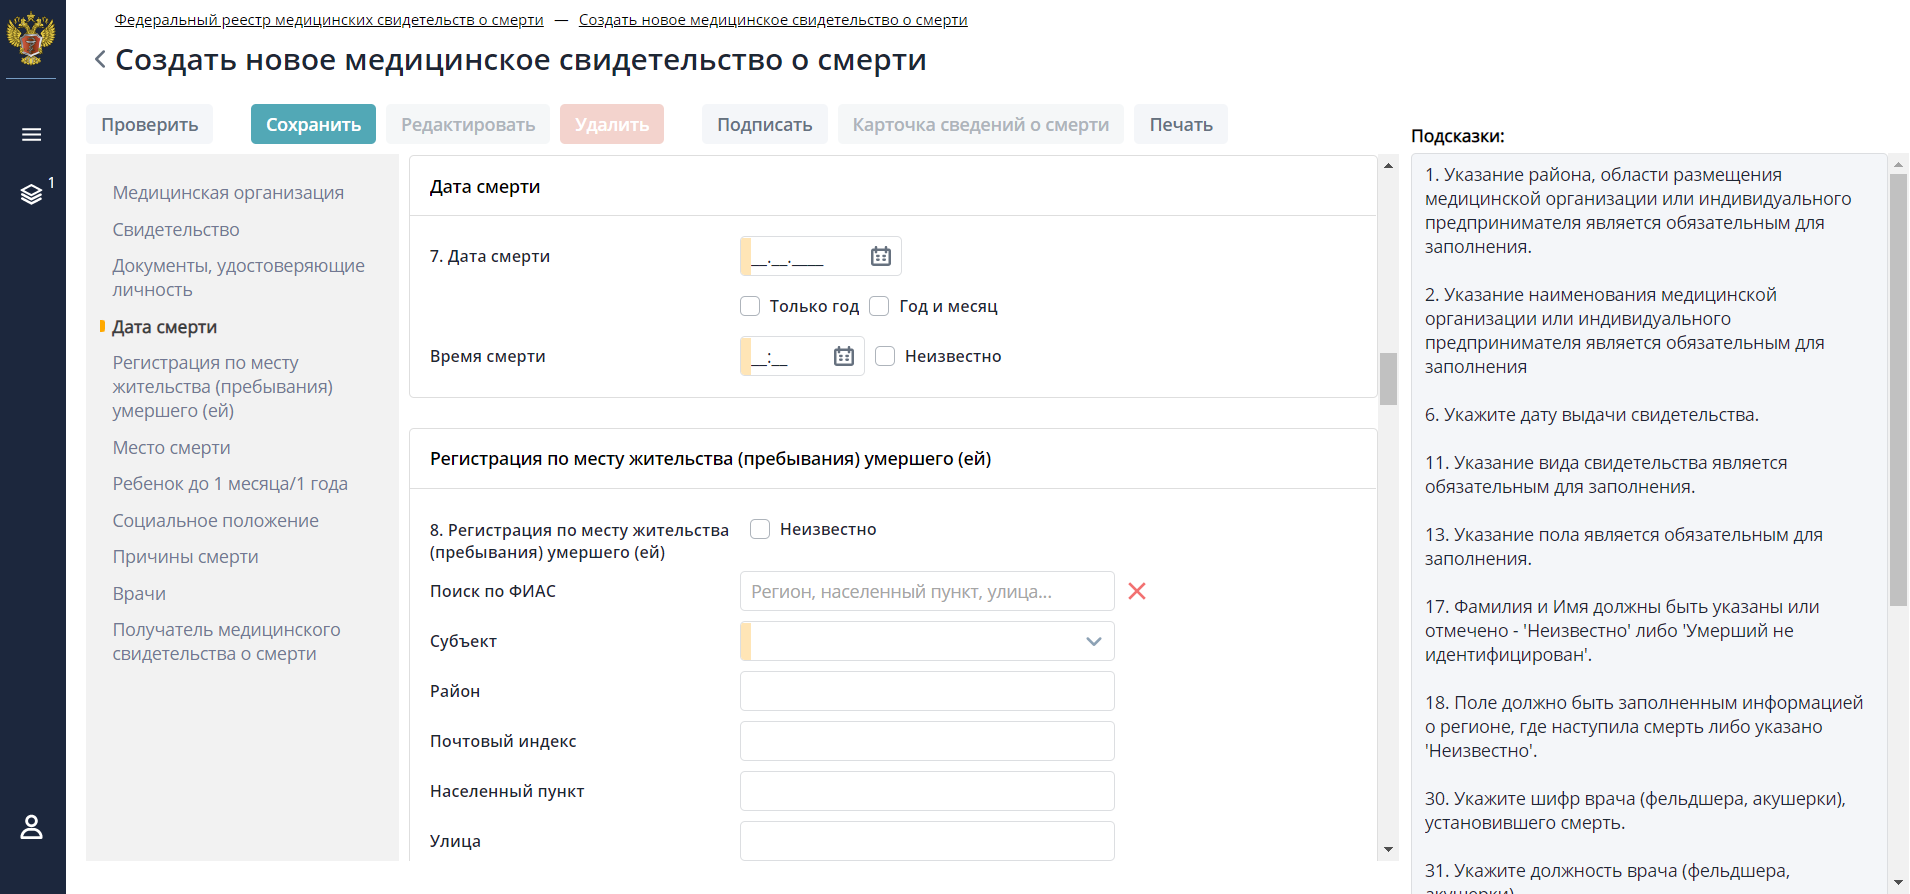 Федеральный реестр медицинских свидетельств о смерти — Создать новое медицинское свидетельство о смерти
Создать новое медицинское свидетельство о смерти
Проверить
Сохранить
Редактировать
Удалить
Подписать
Карточка сведений о смерти
Печать
1
Медицинская организация
Свидетельство
Документы, удостоверяющие
личность
Дата смерти
Регистрация по месту
жительства (пребывания)
умершего (ей)
Место смерти
Ребенок до 1 месяца/1 года
Социальное положение
Причины смерти
Врачи
Получатель медицинского
свидетельства о смерти
Дата смерти
7. Дата смерти
__.__.____
Только год
Год и месяц
Время смерти
__:__
Неизвестно
Регистрация по месту жительства (пребывания) умершего (ей)
8. Регистрация по месту жительства
(пребывания) умершего (ей)
Неизвестно
Поиск по ФИАС
Регион, населенный пункт, улица...
Субъект
Район
Почтовый индекс
Населенный пункт
Улица
Подсказки:
1. Указание района, области размещения
медицинской организации или индивидуального
предпринимателя является обязательным для
заполнения.
2. Указание наименования медицинской
организации или индивидуального
предпринимателя является обязательным для
заполнения
6. Укажите дату выдачи свидетельства.
11. Указание вида свидетельства является
обязательным для заполнения.
13. Указание пола является обязательным для
заполнения.
17. Фамилия и Имя должны быть указаны или
отмечено - 'Неизвестно' либо 'Умерший не
идентифицирован'.
18. Поле должно быть заполненным информацией
о регионе, где наступила смерть либо указано
'Неизвестно'.
30. Укажите шифр врача (фельдшера, акушерки),
установившего смерть.
31. Укажите должность врача (фельдшера,
акушерки)